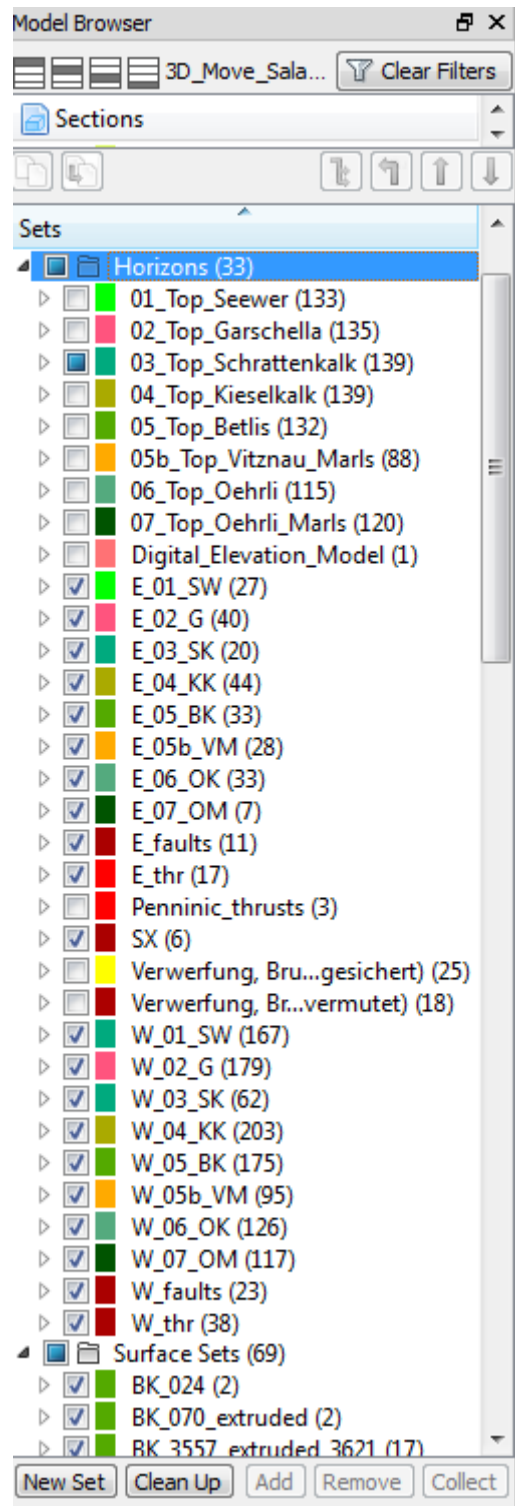 Model Browser
3D_Move_Sala... Clear Filters
Sections
Sets
Horizons (33)
01_Top_Seewer (133)
02_Top_Garschella (135)
03_Top_Schrattenkalk (139)
04_Top_Kieselkalk (139)
05_Top_Betlis (132)
05b_Top_Vitznau_Marls (88)
06_Top_Oehrli (115)
07_Top_Oehrli_Marls (120)
Digital_Elevation_Model (1)
E_01_SW (27)
E_02_G (40)
E_03_SK (20)
E_04_KK (44)
E_05_BK (33)
E_05b_VM (28)
E_06_OK (33)
E_07_OM (7)
E_faults (11)
E_thr (17)
Penninic_thrusts (3)
SX (6)
Verwerfung, Bru...gesichert) (25)
Verwerfung, Br...vermutet) (18)
W_01_SW (167)
W_02_G (179)
W_03_SK (62)
W_04_KK (203)
W_05_BK (175)
W_05b_VM (95)
W_06_OK (126)
W_07_OM (117)
W_faults (23)
W_thr (38)
Surface Sets (69)
BK_024 (2)
BK_070_extruded (2)
BK_3557_extruded_3621 (17)
New Set Clean Up Add Remove Collect